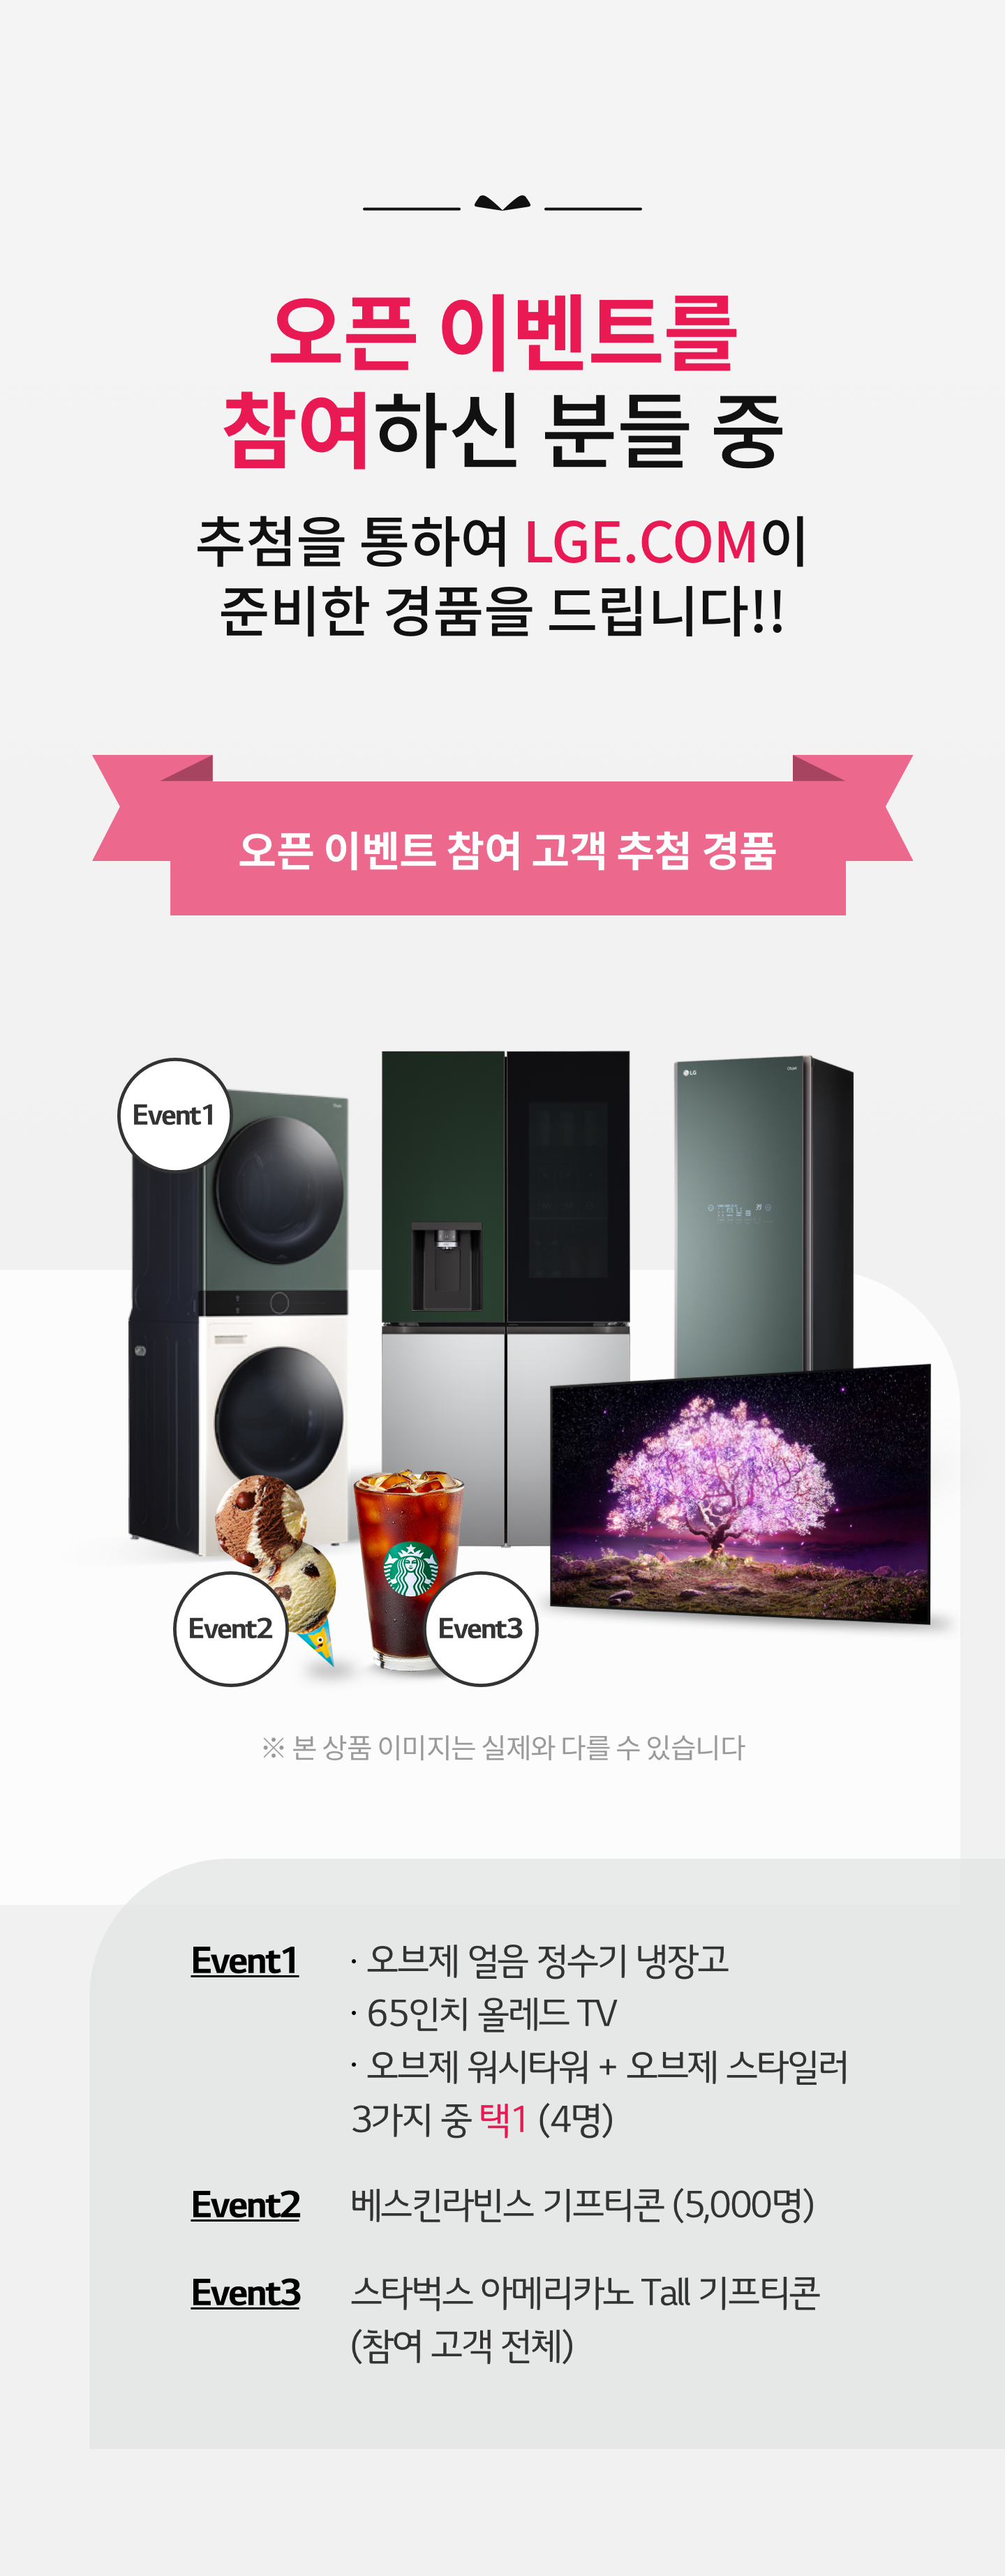 오픈 이벤트를
참여하신 분들 중
추첨을 통하여 LGE.COM이
준비한 경품을 드립니다!!
오픈 이벤트 참여 고객 추첨 경품
Event1
LG
Event2
Event3
※ 본 상품 이미지는 실제와 다를 수 있습니다
Event1 · 오브제 얼음 정수기 냉장고
· 65인치 올레드 TV
· 오브제 워시타워 + 오브제 스타일러
3가지 중 택1 (4명)
Event2 베스킨라빈스 기프티콘 (5,000명)
Event3 스타벅스 아메리카노 Tall 기프티콘
(참여 고객 전체)